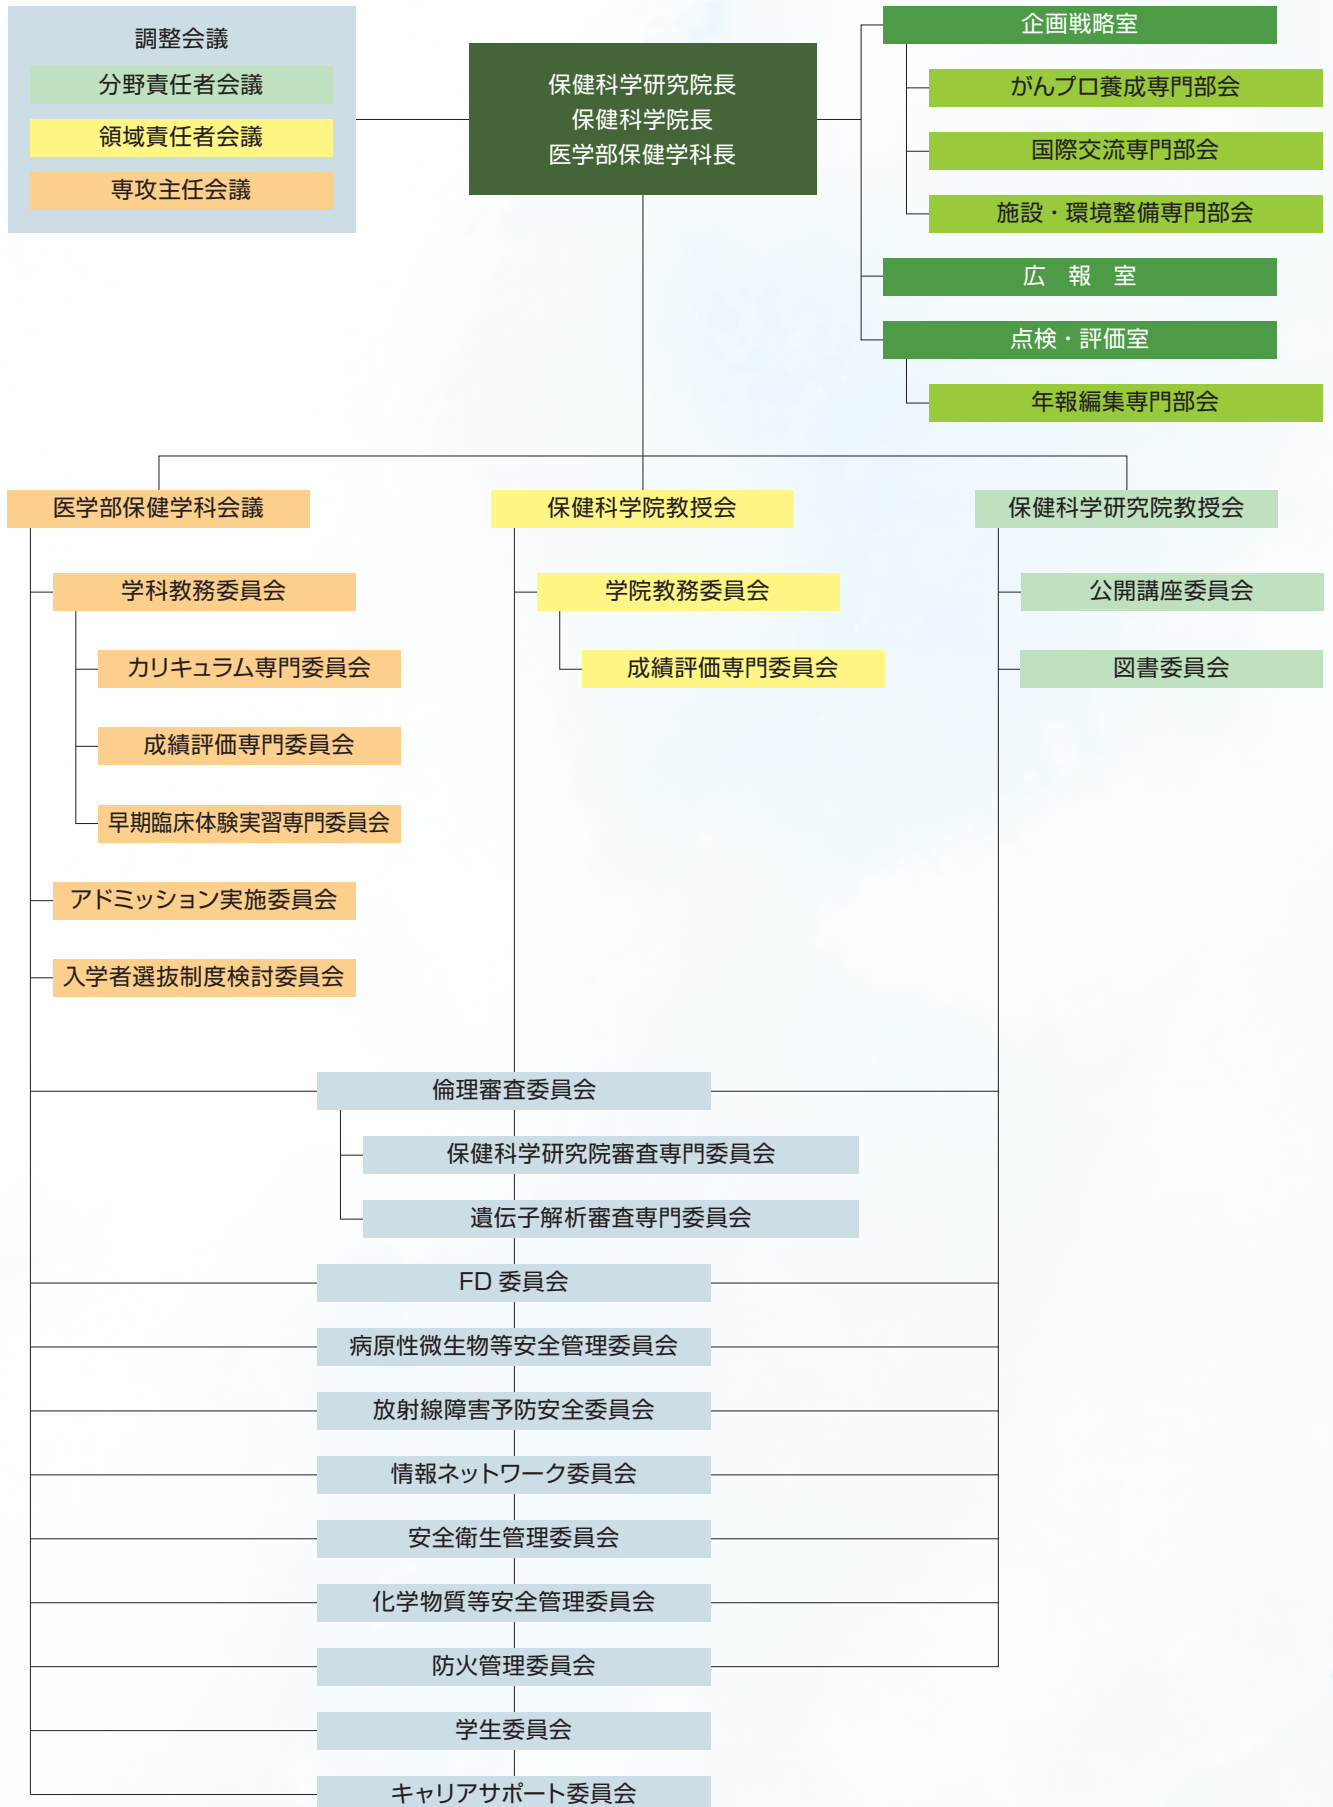 調整会議
分野責任者会議
領域責任者会議
専攻主任会議
保健科学研究院長
保健科学院長
医学部保健学科長
企画戦略室
がんプロ養成専門部会
国際交流専門部会
施設・環境整備専門部会
広 報 室
点検・評価室
年報編集専門部会
医学部保健学科会議
学科教務委員会
カリキュラム専門委員会
成績評価専門委員会
早期臨床体験実習専門委員会
アドミッション実施委員会
入学者選抜制度検討委員会
保健科学院教授会
学院教務委員会
成績評価専門委員会
保健科学研究院教授会
公開講座委員会
図書委員会
倫理審査委員会
保健科学研究院審査専門委員会
遺伝子解析審査専門委員会
FD 委員会
病原性微生物等安全管理委員会
放射線障害予防安全委員会
情報ネットワーク委員会
安全衛生管理委員会
化学物質等安全管理委員会
防火管理委員会
学生委員会
キャリアサポート委員会